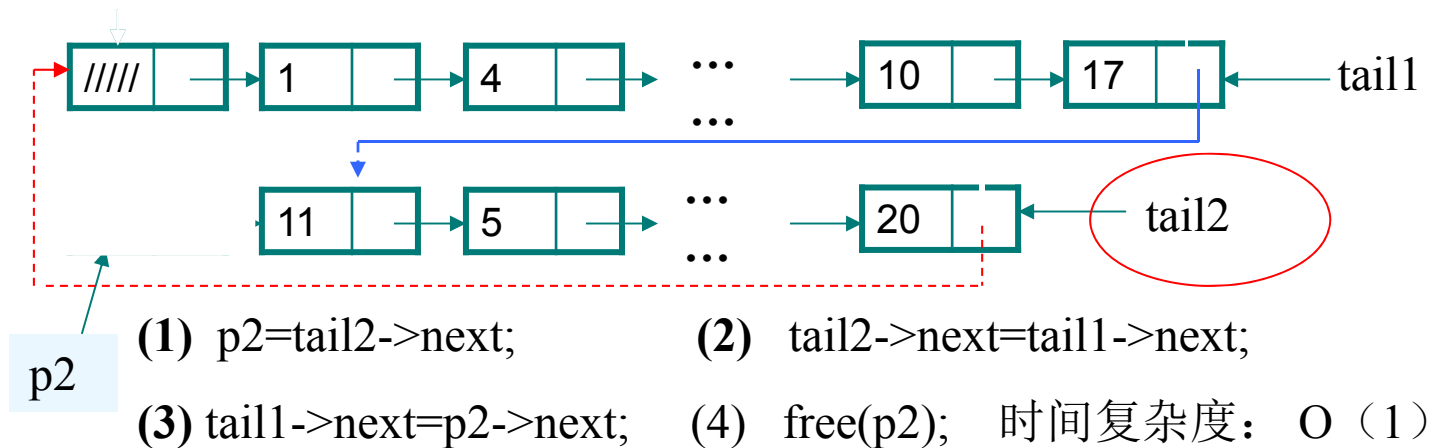 ///// 1 4 ... ... 10 17 tail1
11 5 ... ... 20 tail2
p2
(1) p2=tail2->next; (2) tail2->next=tail1->next;
(3) tail1->next=p2->next; (4) free(p2); 时间复杂度： O（1）